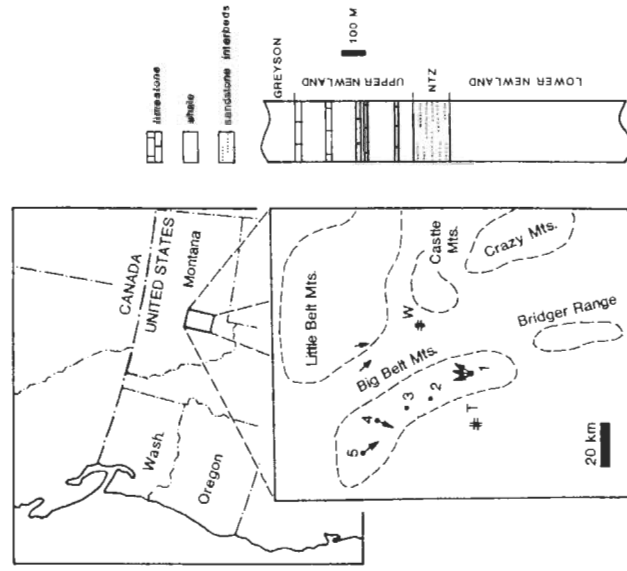 CANADA
UNITED STATES
Montana
Wash.
Oregon
Little Belt Mts.
Castle
Mts.
Crazy Mts.
Big Belt Mts.
Bridger Range
W
T
1
2
3
4
5
20 km
limestone
shale
sandstone interbeds
GREYSON
UPPER NEWLAND
NTZ
LOWER NEWLAND
100 M